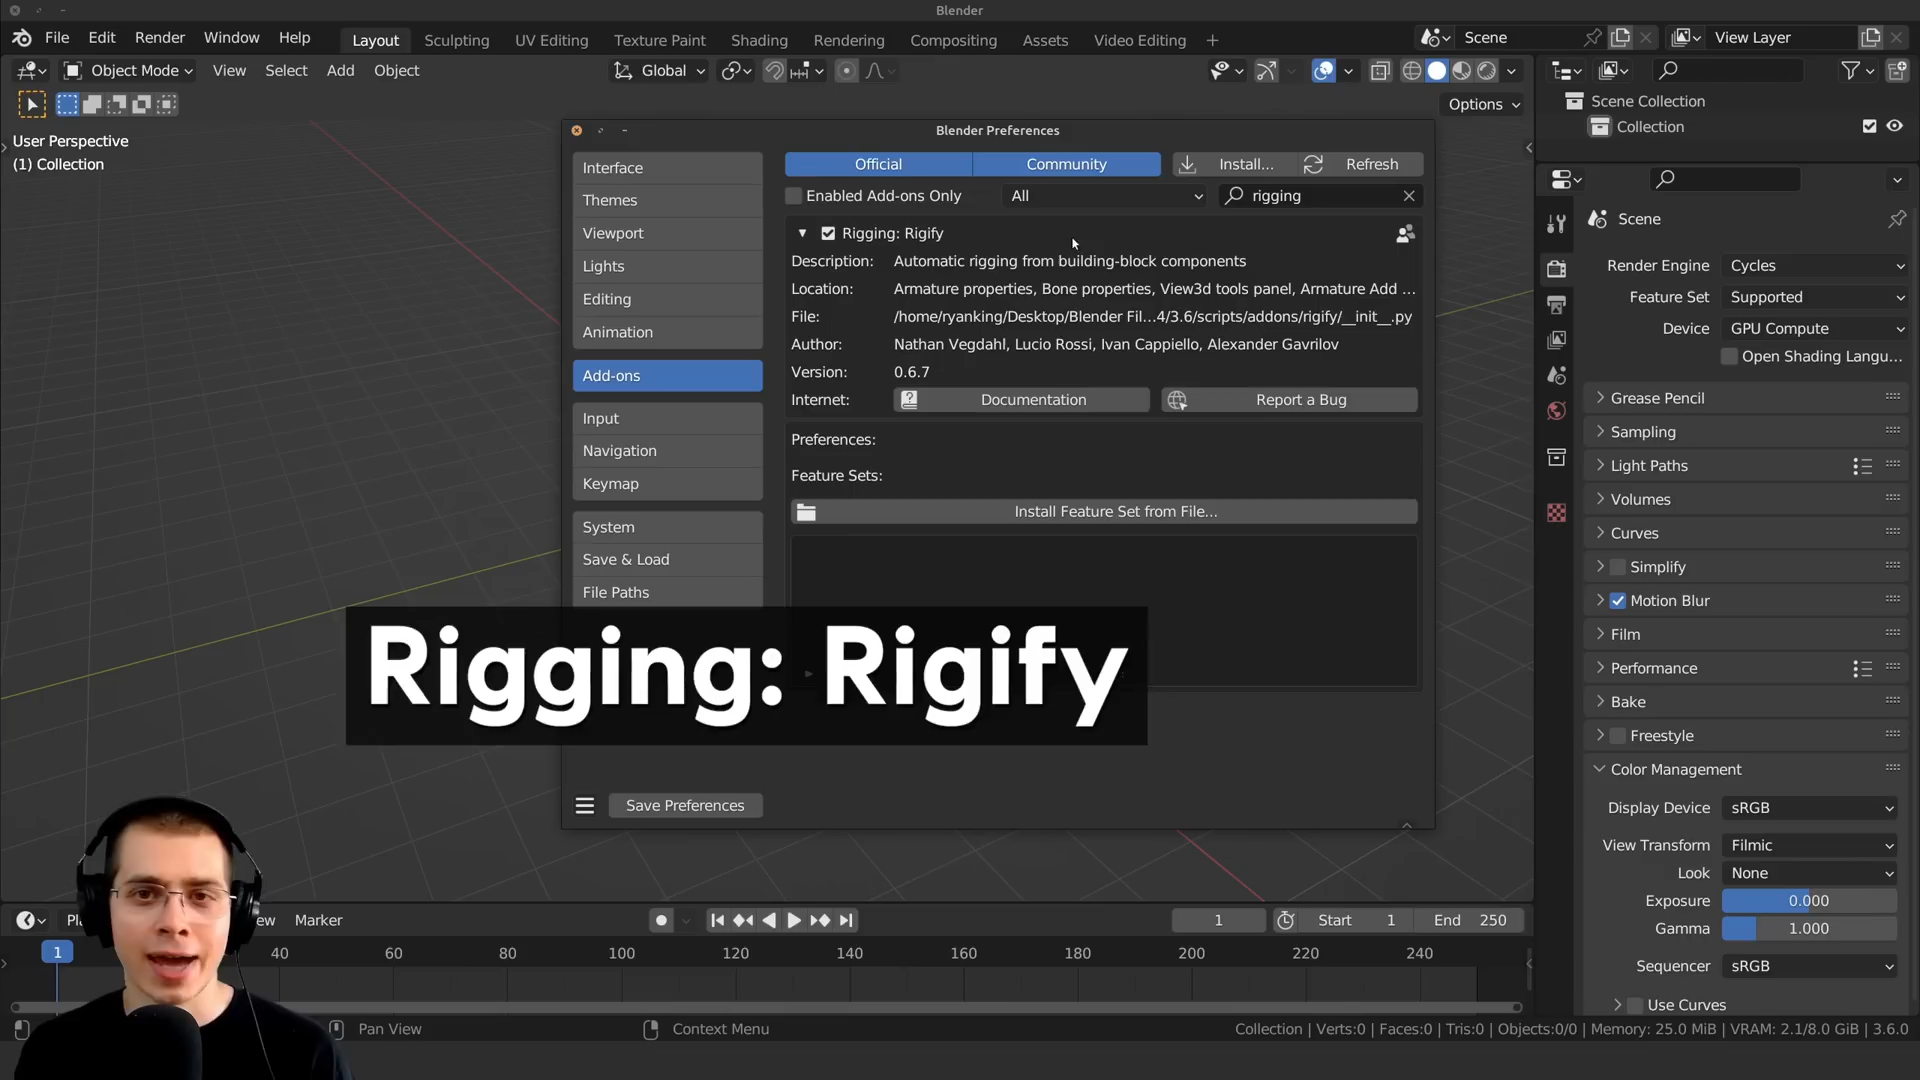 Blender
File Edit Render Window Help Layout Sculpting UV Editing Texture Paint Shading Rendering Compositing Assets Video Editing + Scene View Layer
Object Mode View Select Add Object Global
Options
User Perspective
(1) Collection
Scene Collection
Collection
Blender Preferences
Interface
Themes
Viewport
Lights
Editing
Animation
Add-ons
Input
Navigation
Keymap
System
Save & Load
File Paths
Save Preferences
Official Community Install... Refresh
Enabled Add-ons Only All rigging
Rigging: Rigify
Description: Automatic rigging from building-block components
Location: Armature properties, Bone properties, View3d tools panel, Armature Add ...
File: /home/ryanking/Desktop/Blender Fil...4/3.6/scripts/addons/rigify/__init__.py
Author: Nathan Vegdahl, Lucio Rossi, Ivan Cappiello, Alexander Gavrilov
Version: 0.6.7
Internet: Documentation Report a Bug
Preferences:
Feature Sets:
Install Feature Set from File...
Rigging: Rigify
Scene
Render Engine Cycles
Feature Set Supported
Device GPU Compute
Open Shading Langu...
Grease Pencil
Sampling
Light Paths
Volumes
Curves
Simplify
Motion Blur
Film
Performance
Bake
Freestyle
Color Management
Display Device sRGB
View Transform Filmic
Look None
Exposure 0.000
Gamma 1.000
Sequencer sRGB
Use Curves
Marker 1 Start 1 End 250
1 40 60 80 100 120 140 160 180 200 220 240
Pan View Context Menu Collection | Verts:0 | Faces:0 | Tris:0 | Objects:0/0 | Memory: 25.0 MiB | VRAM: 2.1/8.0 GiB | 3.6.0